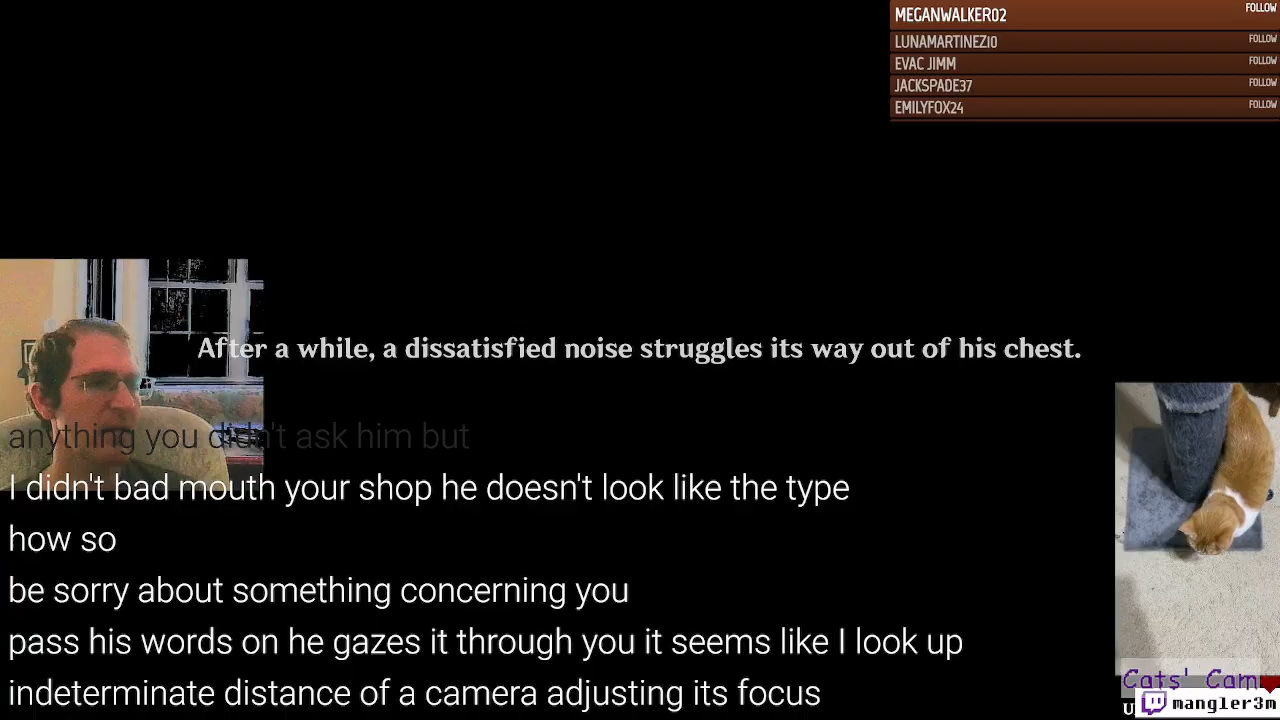 MEGANWALKER02 FOLLOW
LUNAMARTINEZ10 FOLLOW
EVAC JIMM FOLLOW
JACKSPADE37 FOLLOW
EMILYFOX24 FOLLOW
After a while, a dissatisfied noise struggles its way out of his chest.
anything you didn't ask him but
I didn't bad mouth your shop he doesn't look like the type
how so
be sorry about something concerning you
pass his words on he gazes it through you it seems like I look up
indeterminate distance of a camera adjusting its focus
Cats' Cam
mangler3m